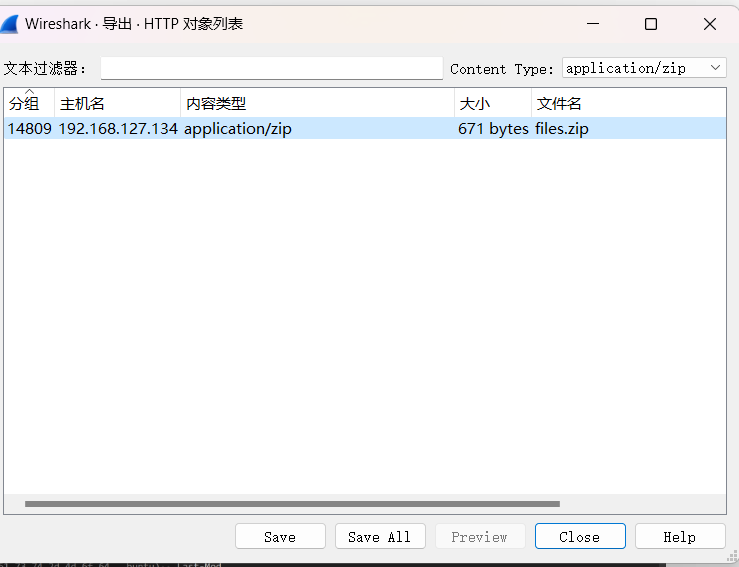 Wireshark · 导出 · HTTP 对象列表
文本过滤器： Content Type: application/zip
分组 主机名 内容类型 大小 文件名
14809 192.168.127.134 application/zip 671 bytes files.zip
Save Save All Preview Close Help